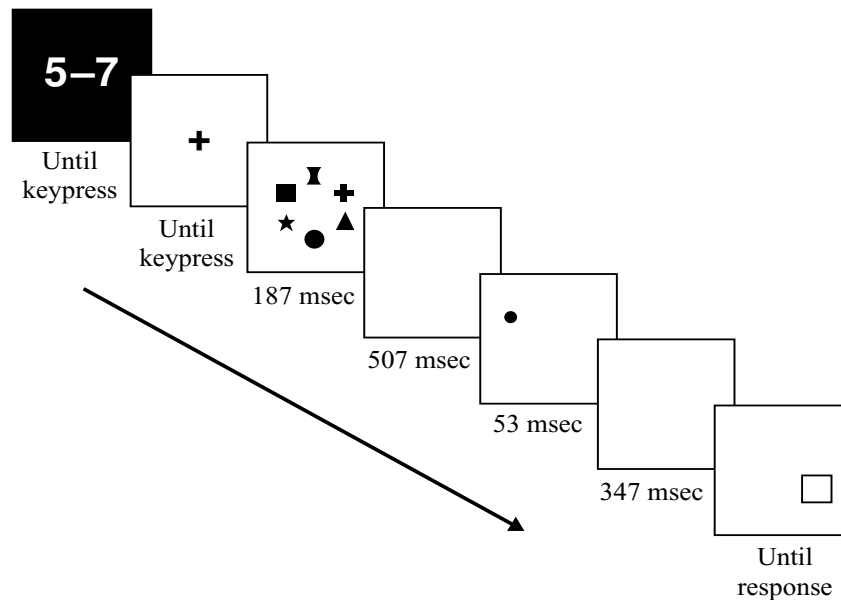 5–7
Until
keypress
Until
keypress
187 msec
507 msec
53 msec
347 msec
Until
response